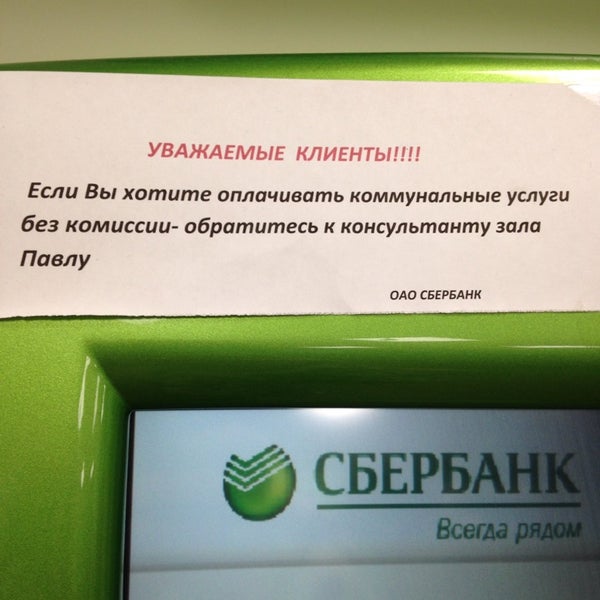 УВАЖАЕМЫЕ КЛИЕНТЫ!!!!
Если Вы хотите оплачивать коммунальные услуги
без комиссии- обратитесь к консультанту зала
Павлу
ОАО СБЕРБАНК
СБЕРБАНК
Всегда рядом